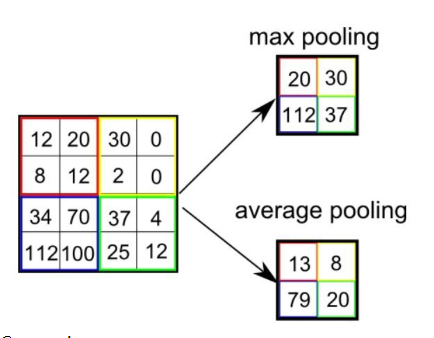 max pooling
20 30
112 37
12 20 30 0
8 12 2 0
34 70 37 4
112 100 25 12
average pooling
13 8
79 20